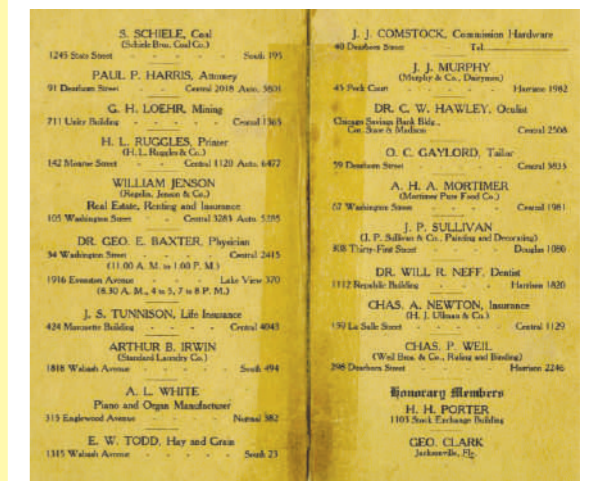 S. SCHIELE, Coal
(Schiele Bros. Coal Co.)
1245 State Street - - - - South 195
PAUL P. HARRIS, Attorney
91 Dearborn Street - Central 2018 Auto. 3801
G. H. LOEHR, Mining
711 Unity Building - - - - Central 1365
H. L. RUGGLES, Printer
(H. L. Ruggles & Co.)
142 Monroe Street - - Central 1120 Auto. 6477
WILLIAM JENSON
(Rogelin, Jenson & Co.)
Real Estate, Renting and Insurance
105 Washington Street - - Central 3283 Auto. 5285
DR. GEO. E. BAXTER, Physician
34 Washington Street - - - Central 2415
(11.00 A. M. to 1.00 P. M.)
1916 Evanston Avenue - - - Lake View 370
(8.30 A. M., 4 to 5, 7 to 8 P. M.)
J. S. TUNNISON, Life Insurance
424 Marquette Building - - - Central 4043
ARTHUR B. IRWIN
(Standard Laundry Co.)
1818 Wabash Avenue - - - - South 494
A. L. WHITE
Piano and Organ Manufacturer
315 Englewood Avenue - - - Normal 382
E. W. TODD, Hay and Grain
1315 Wabash Avenue - - - - South 23
J. J. COMSTOCK, Commission Hardware
40 Dearborn Street - Tel.
J. J. MURPHY
(Murphy & Co., Dairymen)
45 Peck Court - - - - Harrison 1982
DR. C. W. HAWLEY, Oculist
Chicago Savings Bank Bldg.,
Cor. State & Madison - - - Central 2508
O. C. GAYLORD, Tailor
59 Dearborn Street - - - - Central 3835
A. H. A. MORTIMER
(Mortimer Pure Food Co.)
67 Washington Street - - - Central 1981
J. P. SULLIVAN
(J. P. Sullivan & Co., Painting and Decorating)
308 Thirty-First Street - - - Douglas 1080
DR. WILL R. NEFF, Dentist
1112 Republic Building - - - Harrison 1820
CHAS. A. NEWTON, Insurance
(H. J. Ullman & Co.)
159 La Salle Street - - - - Central 1129
CHAS. P. WEIL
(Weil Bros. & Co., Ruling and Binding)
298 Dearborn Street - - - Harrison 2246
Honorary Members
H. H. PORTER
1103 Stock Exchange Building
GEO. CLARK
Jacksonville, Fla.